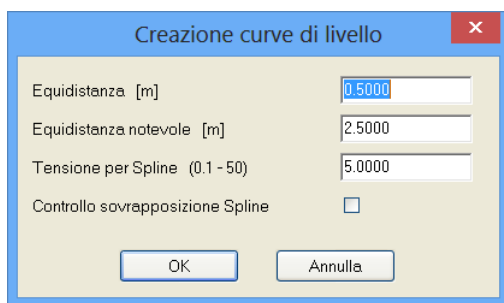 Creazione curve di livello
Equidistanza [m] 0.5000
Equidistanza notevole [m] 2.5000
Tensione per Spline (0.1 - 50) 5.0000
Controllo sovrapposizione Spline
OK Annulla